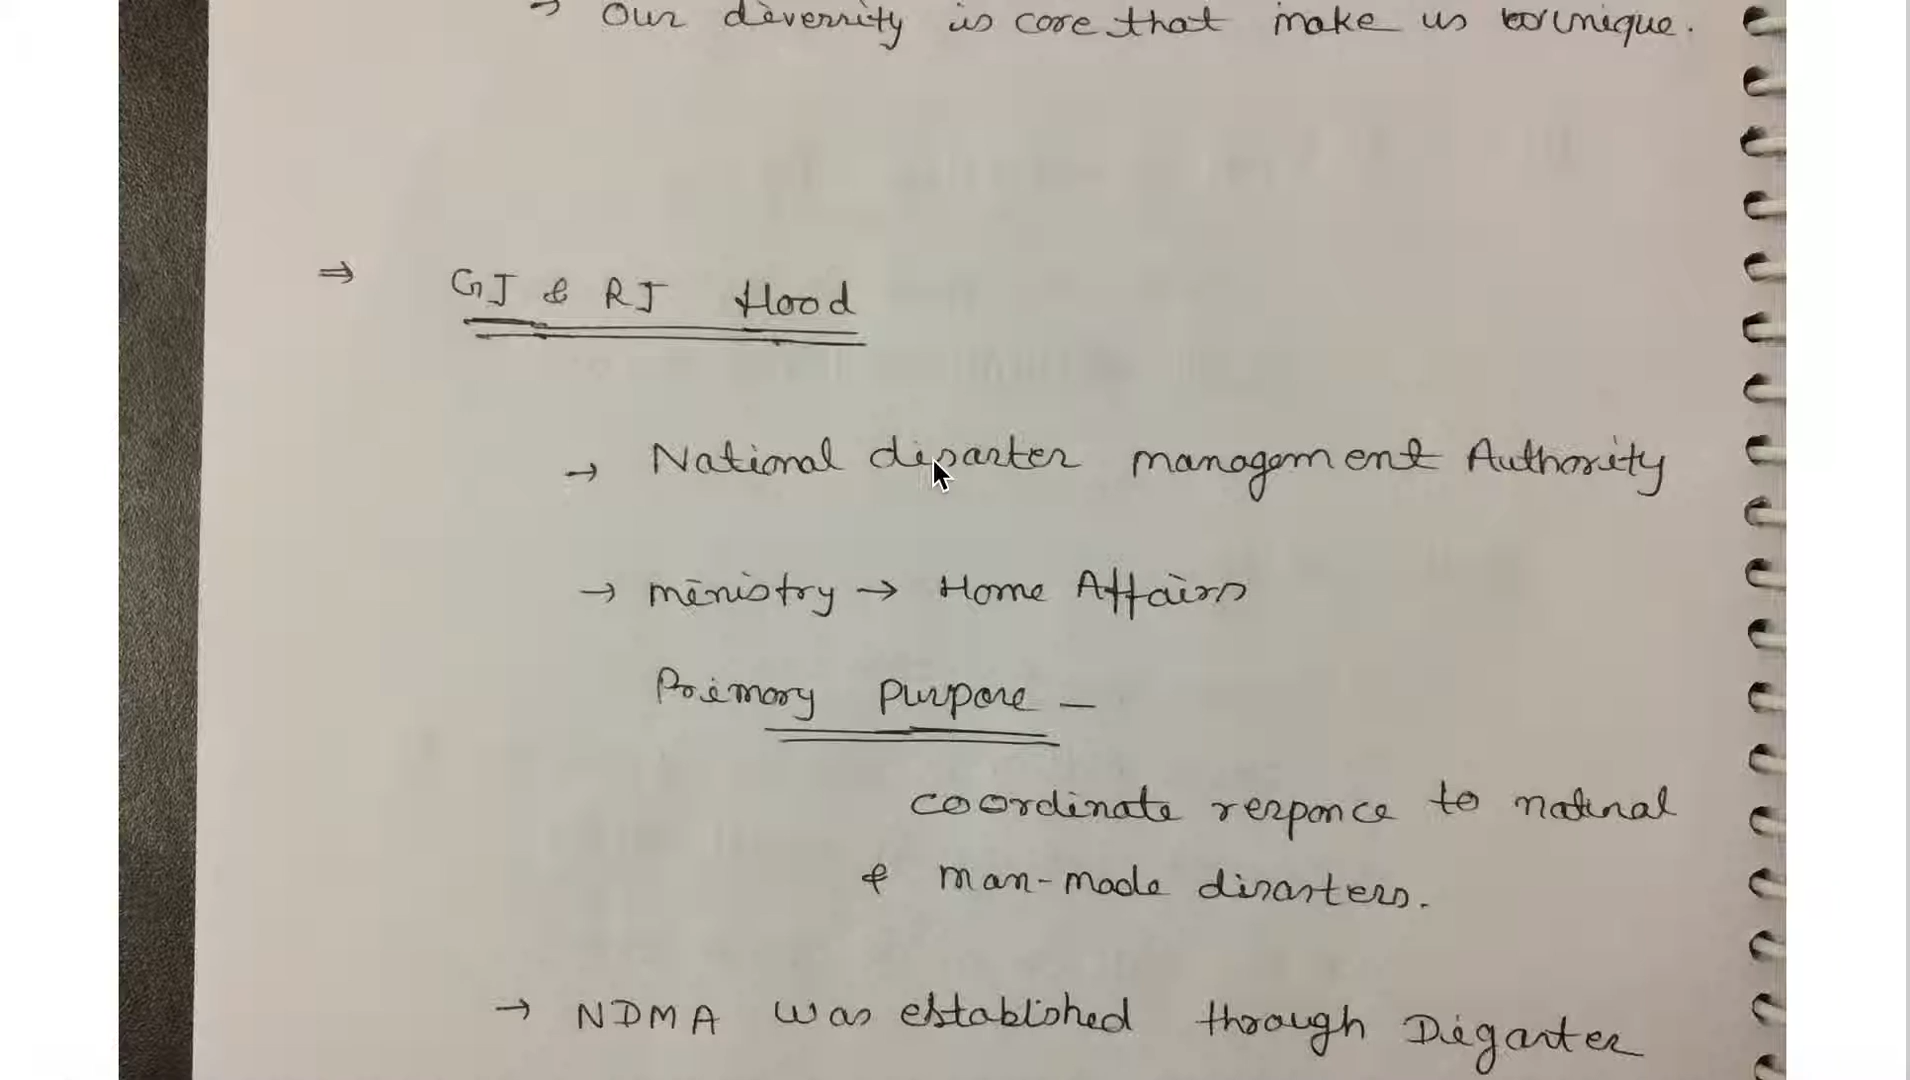 → Our diversity is core that make us unique.
⇒ GJ & RJ flood
→ National disaster management Authority
→ ministry → Home Affairs
Primary Purpose –
coordinate responce to natural
& man-made disasters.
→ NDMA was established through Disaster